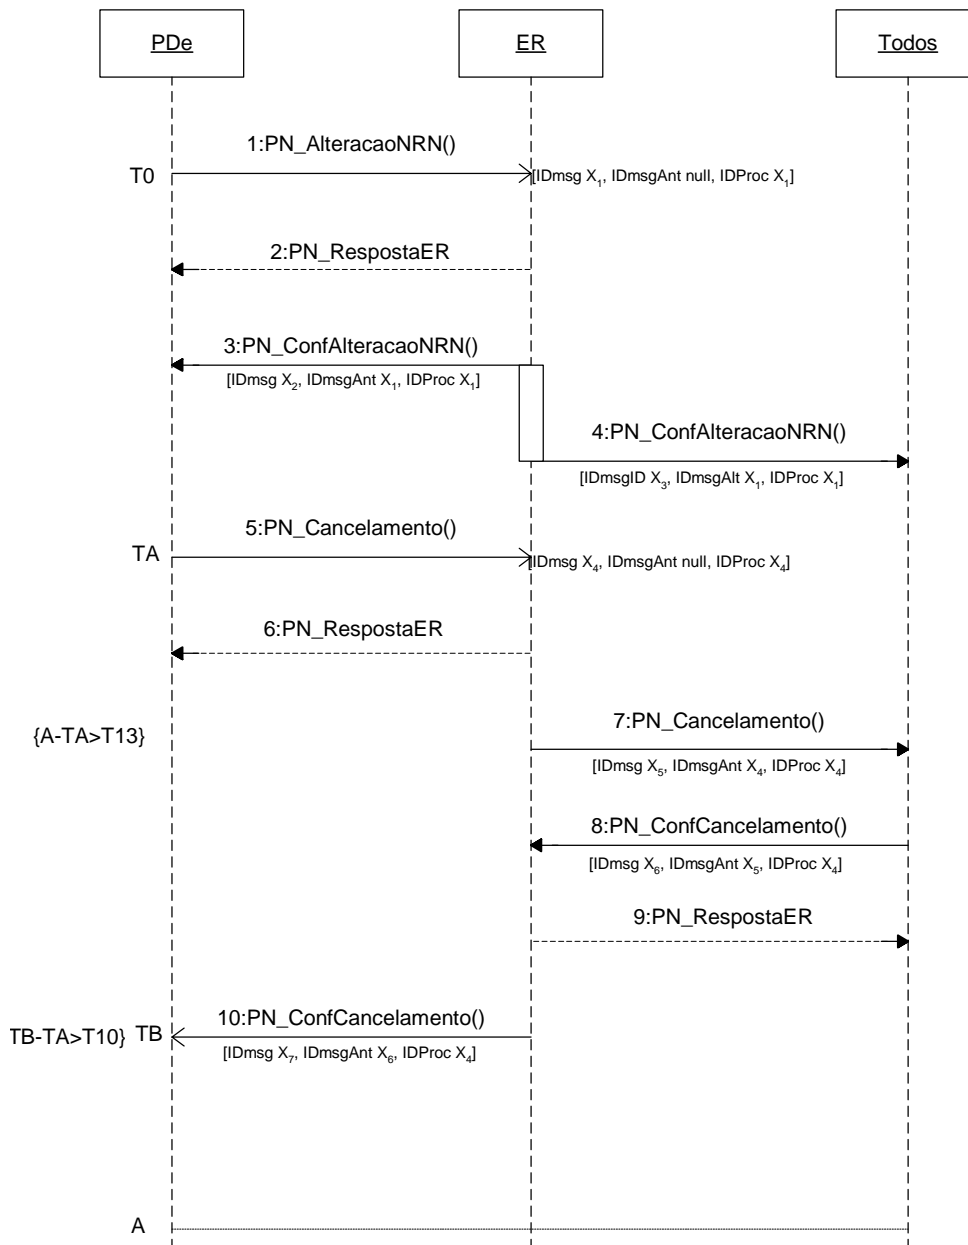 PDe ER Todos
1:PN_AlteracaoNRN()
T0 [IDmsg X1, IDmsgAnt null, IDProc X1]
2:PN_RespostaER
3:PN_ConfAlteracaoNRN()
[IDmsg X2, IDmsgAnt X1, IDProc X1]
4:PN_ConfAlteracaoNRN()
[IDmsgID X3, IDmsgAlt X1, IDProc X1]
5:PN_Cancelamento()
TA [IDmsg X4, IDmsgAnt null, IDProc X4]
6:PN_RespostaER
7:PN_Cancelamento()
{A-TA>T13}
[IDmsg X5, IDmsgAnt X4, IDProc X4]
8:PN_ConfCancelamento()
[IDmsg X6, IDmsgAnt X5, IDProc X4]
9:PN_RespostaER
10:PN_ConfCancelamento()
TB-TA>T10} TB
[IDmsg X7, IDmsgAnt X6, IDProc X4]
A